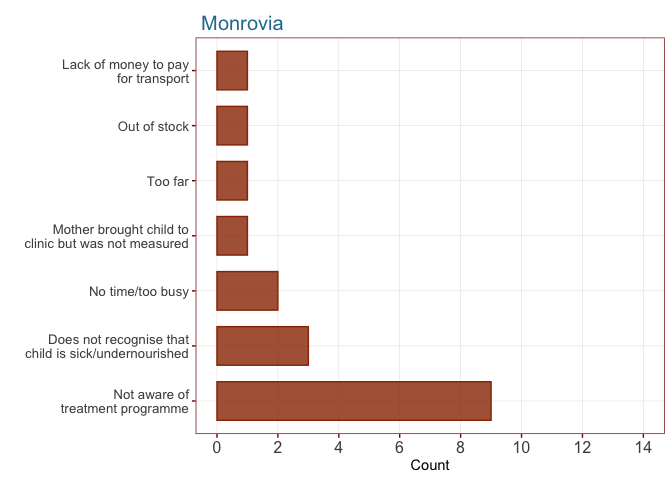 Monrovia
Lack of money to pay
for transport
Out of stock
Too far
Mother brought child to
clinic but was not measured
No time/too busy
Does not recognise that
child is sick/undernourished
Not aware of
treatment programme
0 2 4 6 8 10 12 14
Count